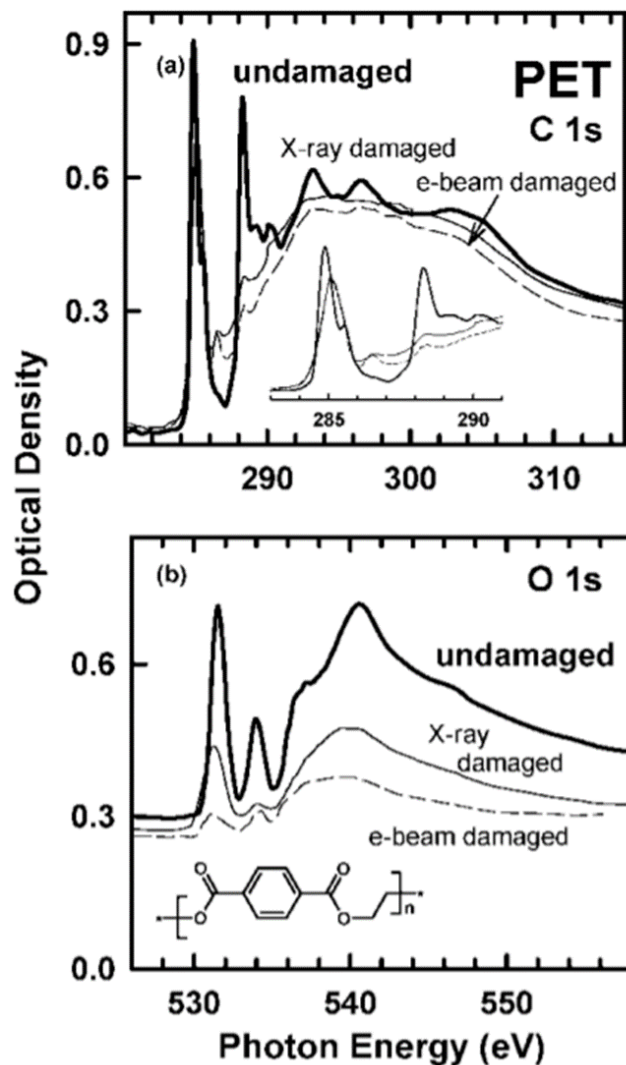 Optical Density
(a)
undamaged
PET
C 1s
X-ray damaged
e-beam damaged
0.9
0.6
0.3
0.0
285
290
290
300
310
(b)
O 1s
undamaged
X-ray
damaged
e-beam damaged
0.6
0.3
0.0
O
O
O
O
n
*
*
530
540
550
Photon Energy (eV)